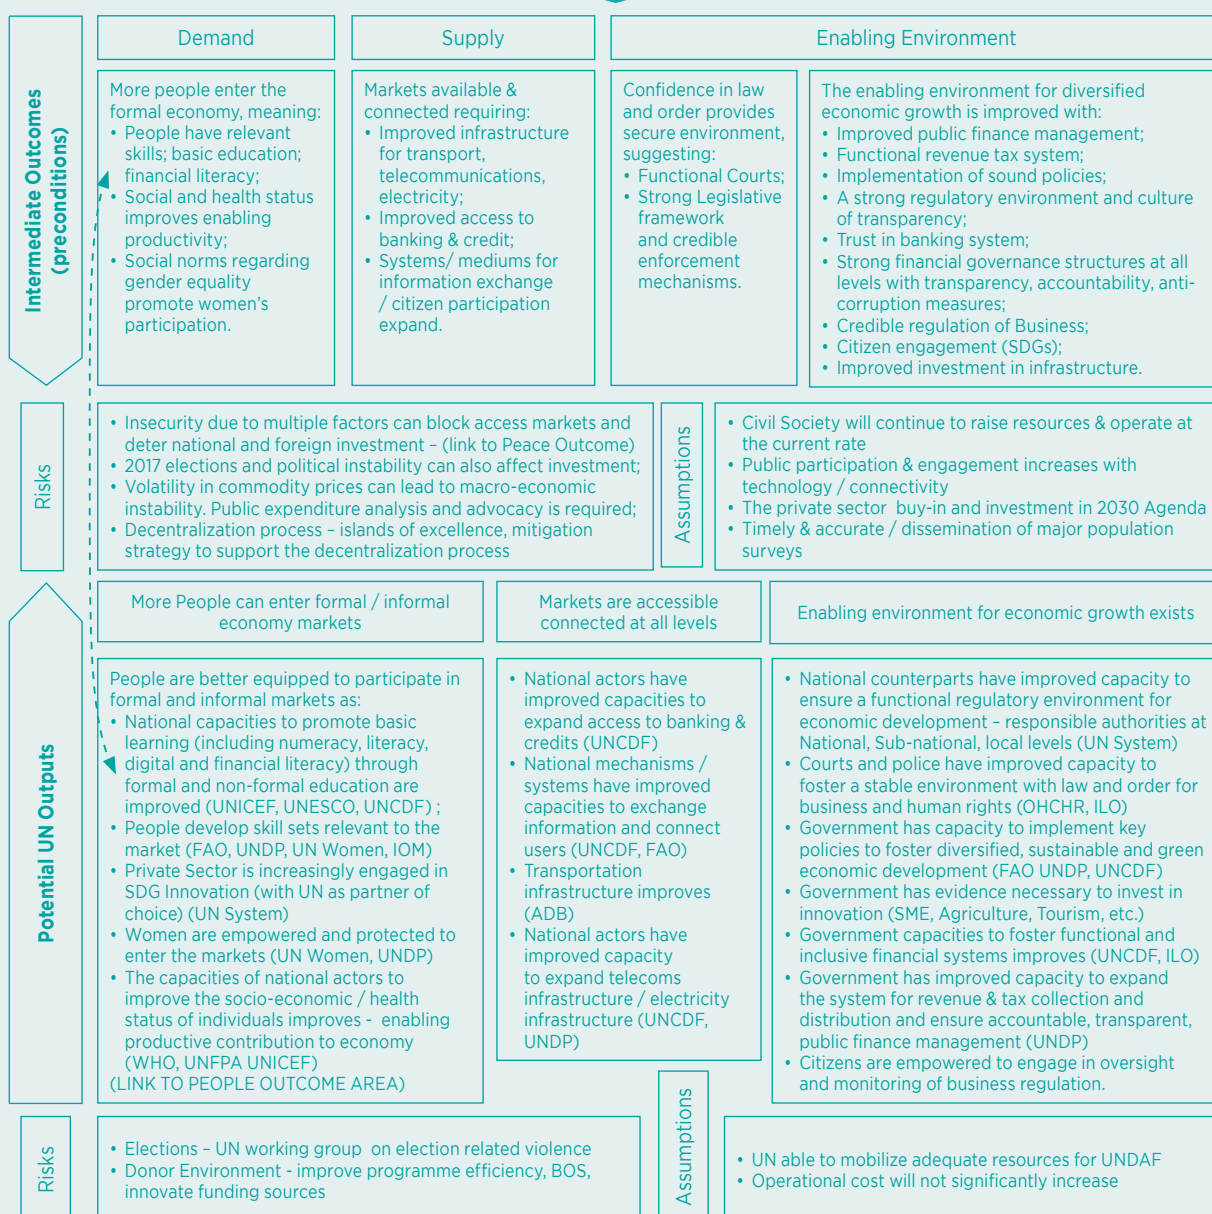 Demand
Supply
Enabling Environment
Intermediate Outcomes
(preconditions)
More people enter the
formal economy, meaning:
• People have relevant
skills; basic education;
financial literacy;
• Social and health status
improves enabling
productivity;
• Social norms regarding
gender equality
promote women's
participation.
Markets available &
connected requiring:
• Improved infrastructure
for transport,
telecommunications,
electricity;
• Improved access to
banking & credit;
• Systems/ mediums for
information exchange
/ citizen participation
expand.
Confidence in law
and order provides
secure environment,
suggesting:
• Functional Courts;
• Strong Legislative
framework
and credible
enforcement
mechanisms.
The enabling environment for diversified
economic growth is improved with:
• Improved public finance management;
• Functional revenue tax system;
• Implementation of sound policies;
• A strong regulatory environment and culture
of transparency;
• Trust in banking system;
• Strong financial governance structures at all
levels with transparency, accountability, anti-
corruption measures;
• Credible regulation of Business;
• Citizen engagement (SDGs);
• Improved investment in infrastructure.
Risks
• Insecurity due to multiple factors can block access markets and
deter national and foreign investment – (link to Peace Outcome)
• 2017 elections and political instability can also affect investment;
• Volatility in commodity prices can lead to macro-economic
instability. Public expenditure analysis and advocacy is required;
• Decentralization process – islands of excellence, mitigation
strategy to support the decentralization process
Assumptions
• Civil Society will continue to raise resources & operate at
the current rate
• Public participation & engagement increases with
technology / connectivity
• The private sector buy-in and investment in 2030 Agenda
• Timely & accurate / dissemination of major population
surveys
Potential UN Outputs
More People can enter formal / informal
economy markets
Markets are accessible
connected at all levels
Enabling environment for economic growth exists
People are better equipped to participate in
formal and informal markets as:
• National capacities to promote basic
learning (including numeracy, literacy,
digital and financial literacy) through
formal and non-formal education are
improved (UNICEF, UNESCO, UNCDF) ;
• People develop skill sets relevant to the
market (FAO, UNDP, UN Women, IOM)
• Private Sector is increasingly engaged in
SDG Innovation (with UN as partner of
choice) (UN System)
• Women are empowered and protected to
enter the markets (UN Women, UNDP)
• The capacities of national actors to
improve the socio-economic / health
status of individuals improves - enabling
productive contribution to economy
(WHO, UNFPA UNICEF)
(LINK TO PEOPLE OUTCOME AREA)
• National actors have
improved capacities to
expand access to banking &
credits (UNCDF)
• National mechanisms /
systems have improved
capacities to exchange
information and connect
users (UNCDF, FAO)
• Transportation
infrastructure improves
(ADB)
• National actors have
improved capacity
to expand telecoms
infrastructure / electricity
infrastructure (UNCDF,
UNDP)
• National counterparts have improved capacity to
ensure a functional regulatory environment for
economic development – responsible authorities at
National, Sub-national, local levels (UN System)
• Courts and police have improved capacity to
foster a stable environment with law and order for
business and human rights (OHCHR, ILO)
• Government has capacity to implement key
policies to foster diversified, sustainable and green
economic development (FAO UNDP, UNCDF)
• Government has evidence necessary to invest in
innovation (SME, Agriculture, Tourism, etc.)
• Government capacities to foster functional and
inclusive financial systems improves (UNCDF, ILO)
• Government has improved capacity to expand
the system for revenue & tax collection and
distribution and ensure accountable, transparent,
public finance management (UNDP)
• Citizens are empowered to engage in oversight
and monitoring of business regulation.
Risks
• Elections – UN working group on election related violence
• Donor Environment - improve programme efficiency, BOS,
innovate funding sources
Assumptions
• UN able to mobilize adequate resources for UNDAF
• Operational cost will not significantly increase